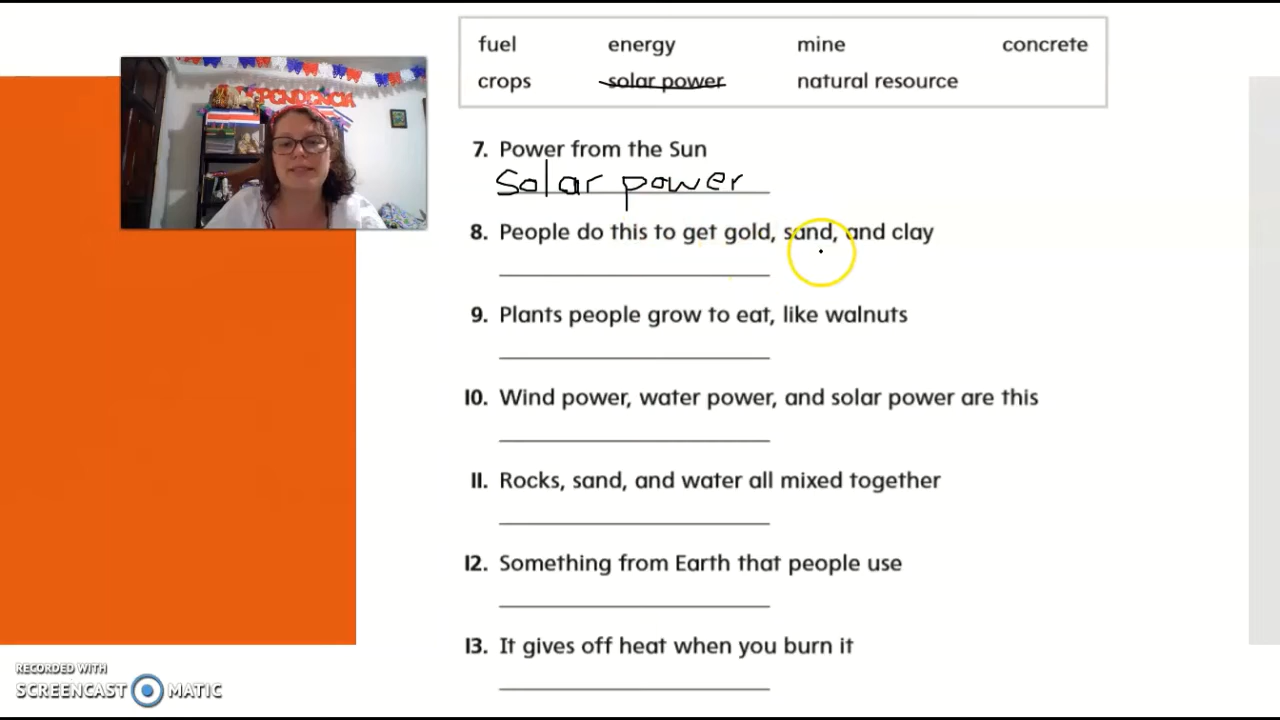 fuel energy mine concrete
crops solar power natural resource
7. Power from the Sun
Solar power
8. People do this to get gold, sand, and clay
9. Plants people grow to eat, like walnuts
10. Wind power, water power, and solar power are this
11. Rocks, sand, and water all mixed together
12. Something from Earth that people use
13. It gives off heat when you burn it
RECORDED WITH
SCREENCAST MATIC